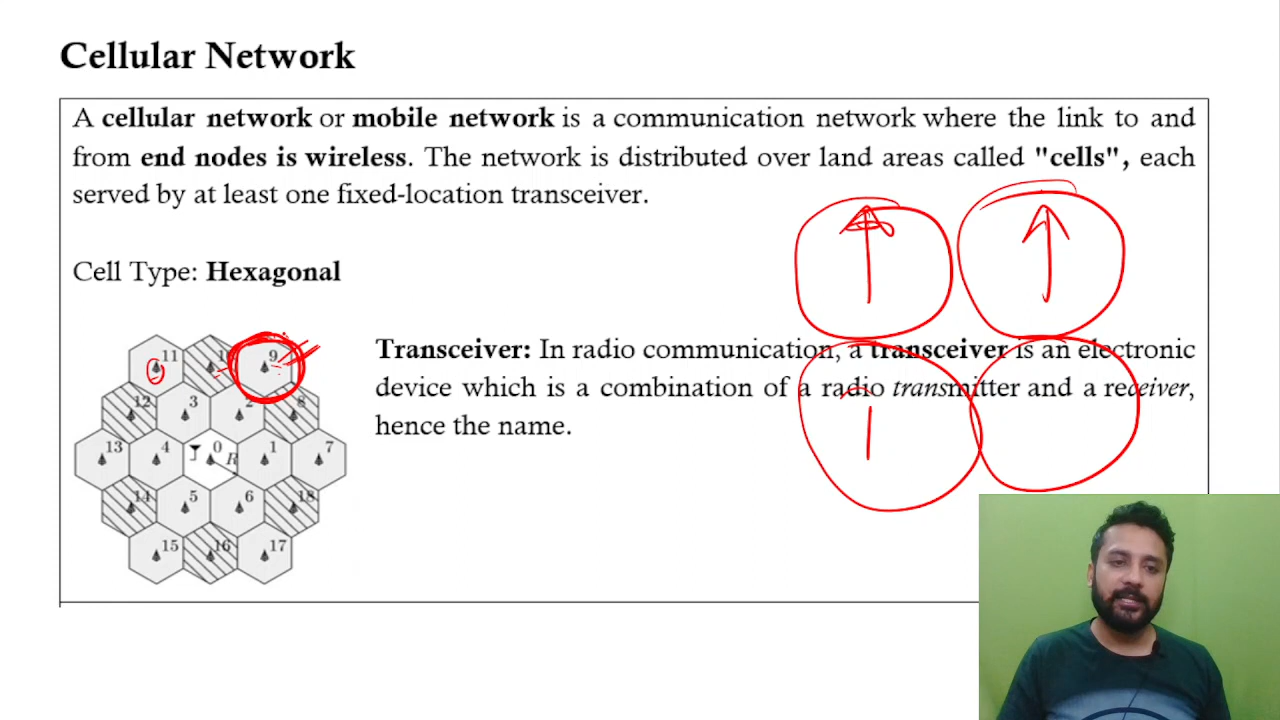 Cellular Network
A cellular network or mobile network is a communication network where the link to and
from end nodes is wireless. The network is distributed over land areas called "cells", each
served by at least one fixed-location transceiver.
Cell Type: Hexagonal
Transceiver: In radio communication, a transceiver is an electronic
device which is a combination of a radio transmitter and a receiver,
hence the name.
11 9
12 3 2 8
13 4 0 R 1 7
14 5 6 18
15 16 17